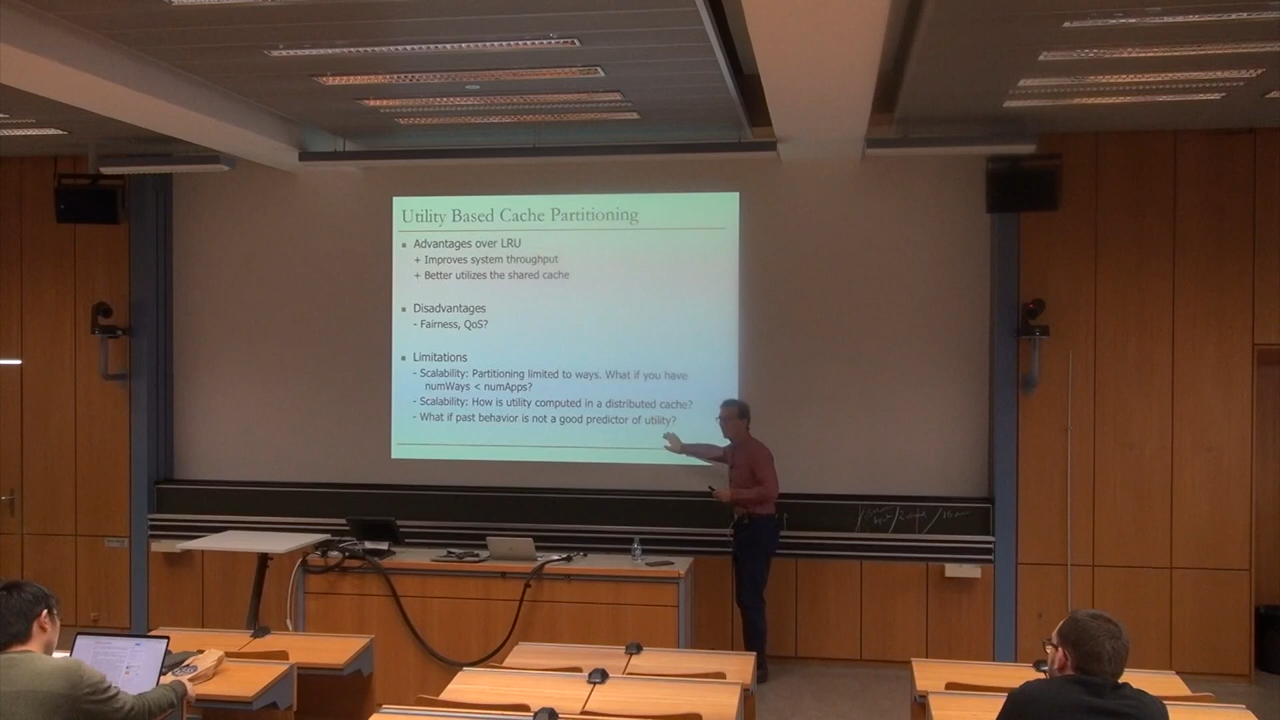 Utility Based Cache Partitioning
▪ Advantages over LRU
+ Improves system throughput
+ Better utilizes the shared cache
▪ Disadvantages
- Fairness, QoS?
▪ Limitations
- Scalability: Partitioning limited to ways. What if you have
numWays < numApps?
- Scalability: How is utility computed in a distributed cache?
- What if past behavior is not a good predictor of utility?